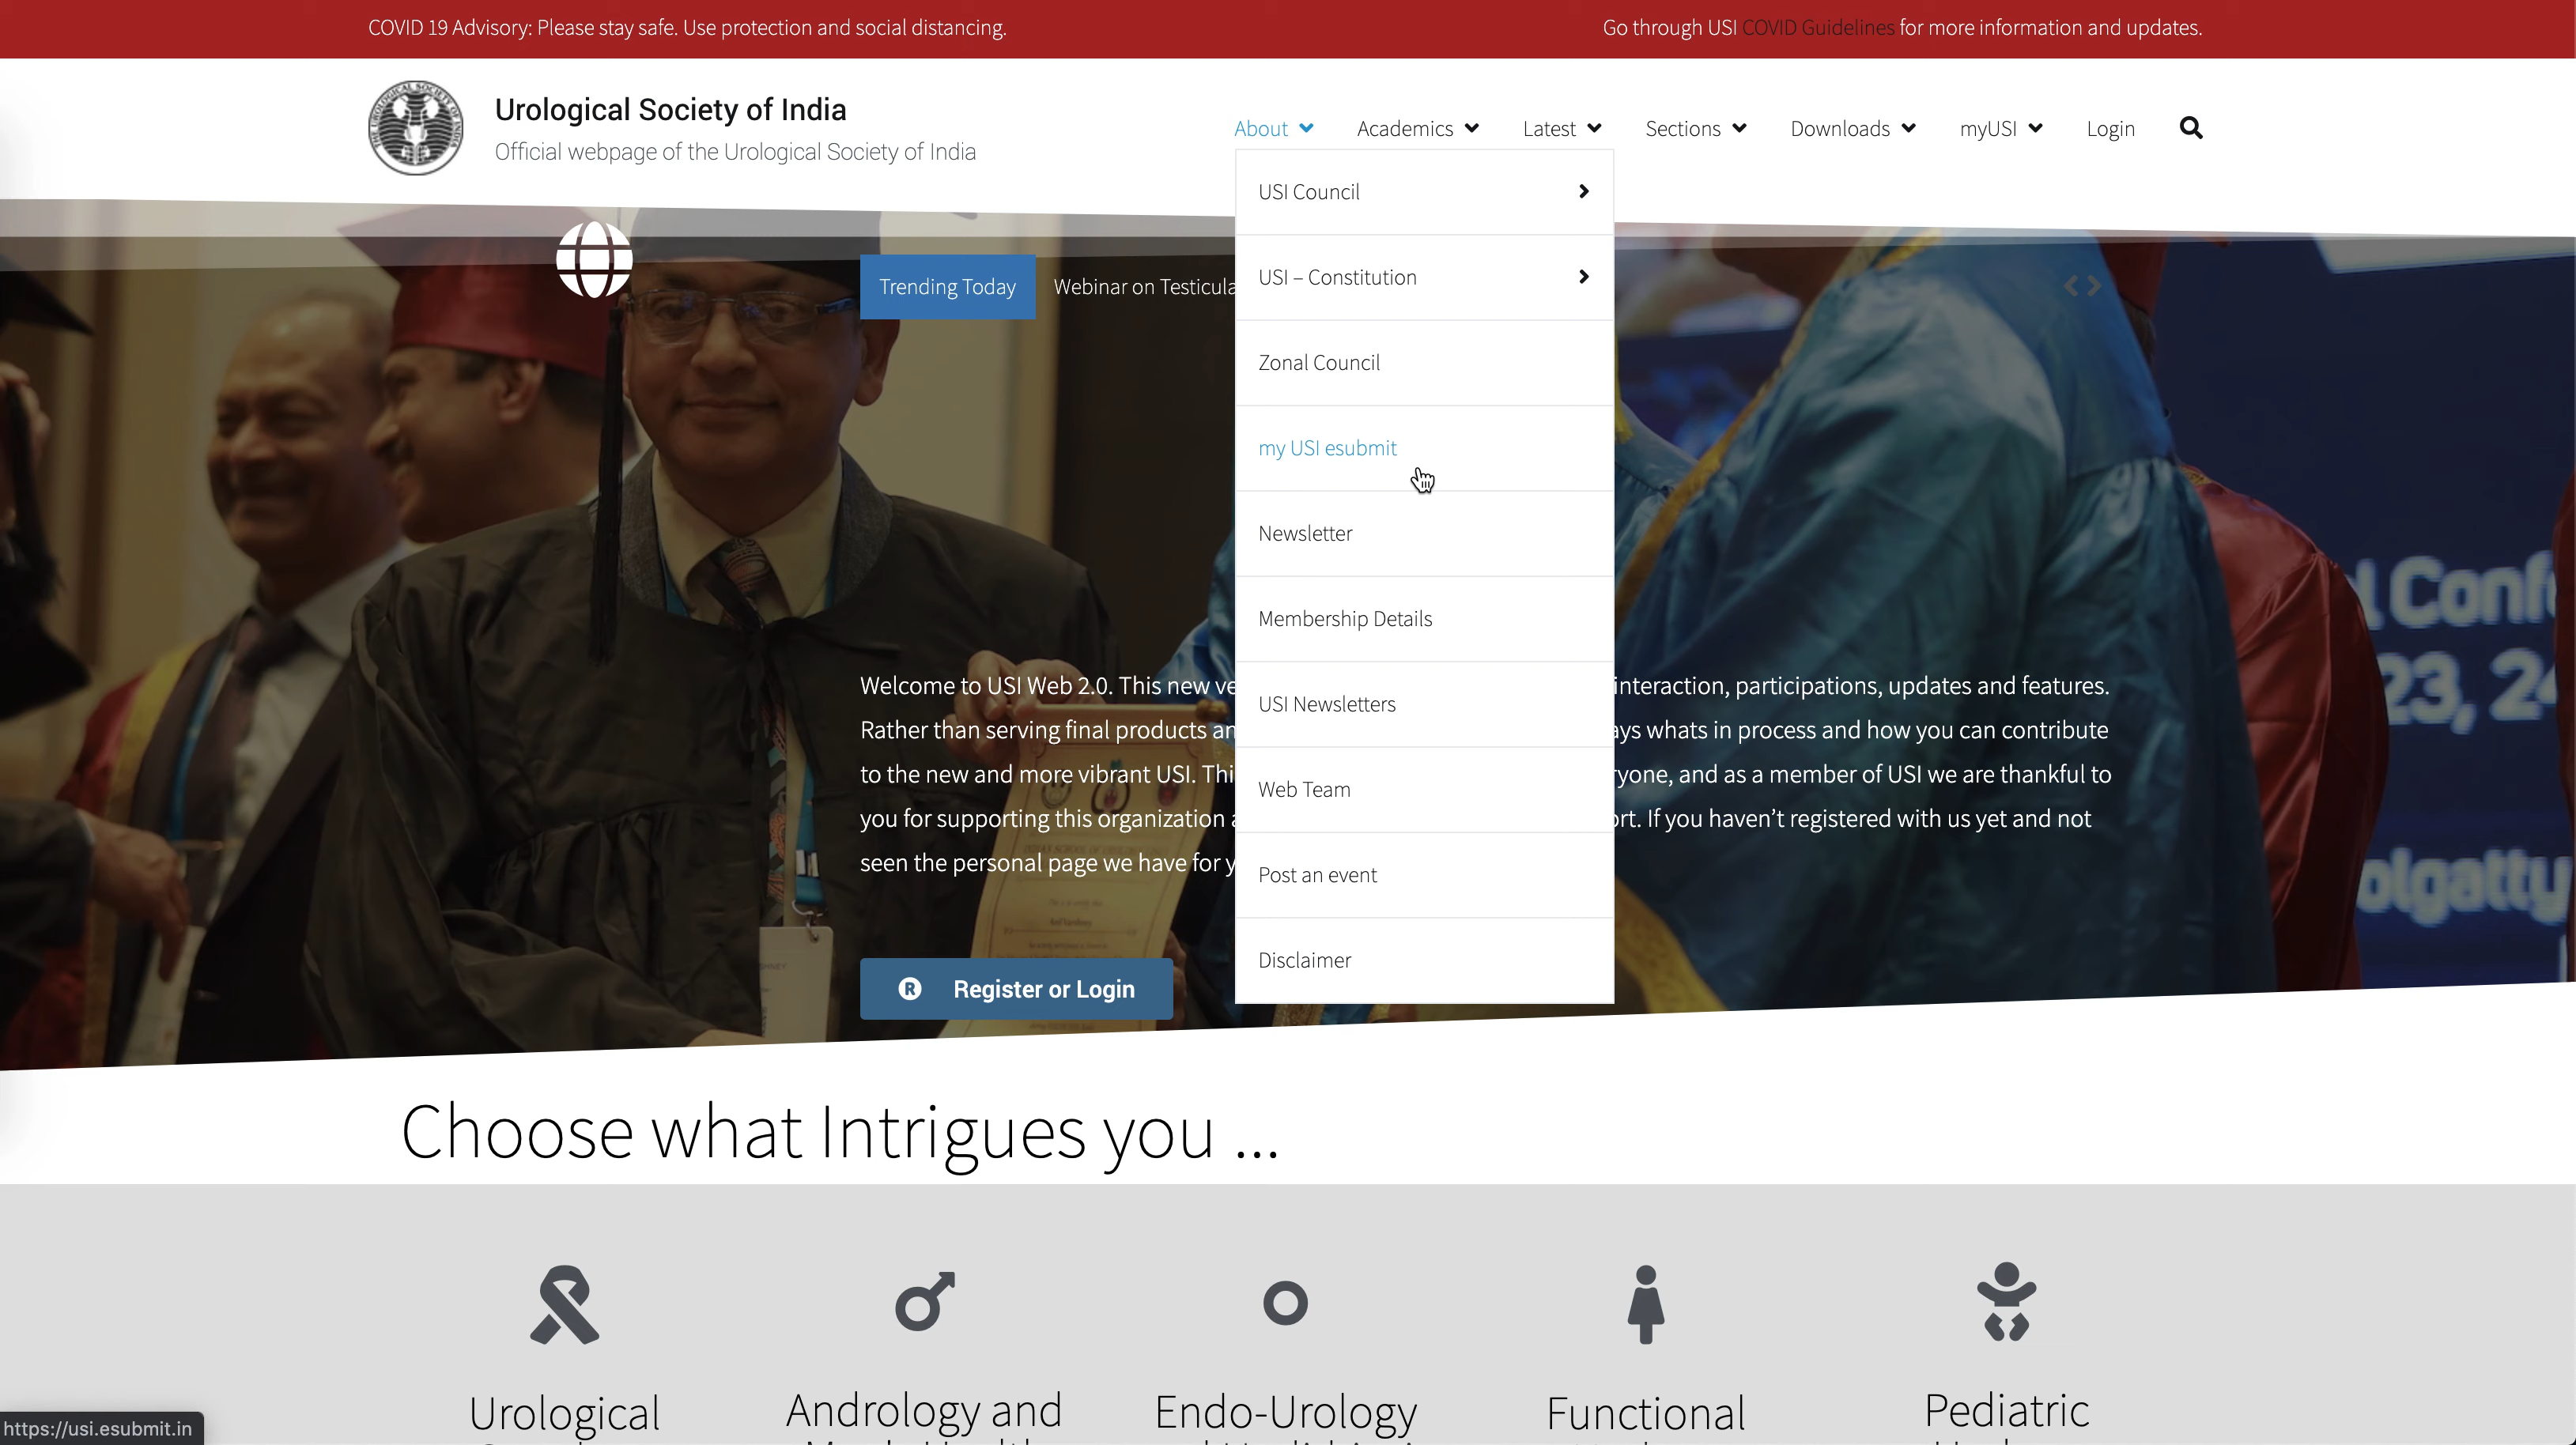 COVID 19 Advisory: Please stay safe. Use protection and social distancing.
Go through USI COVID Guidelines for more information and updates.
Urological Society of India
Official webpage of the Urological Society of India
About
Academics
Latest
Sections
Downloads
myUSI
Login
USI Council
USI – Constitution
Zonal Council
my USI esubmit
Newsletter
Membership Details
USI Newsletters
Web Team
Post an event
Disclaimer
Trending Today
Webinar on
Welcome to USI Web 2.0. This new interaction, participations, updates and features.
Rather than serving final products whats in process and how you can contribute
to the new and more vibrant USI. and as a member of USI we are thankful to
you for supporting this organization If you haven't registered with us yet and not
seen the personal page we have for
Register or Login
Choose what Intrigues you ...
Urological
Andrology and
Endo-Urology
Functional
Pediatric
https://usi.esubmit.in